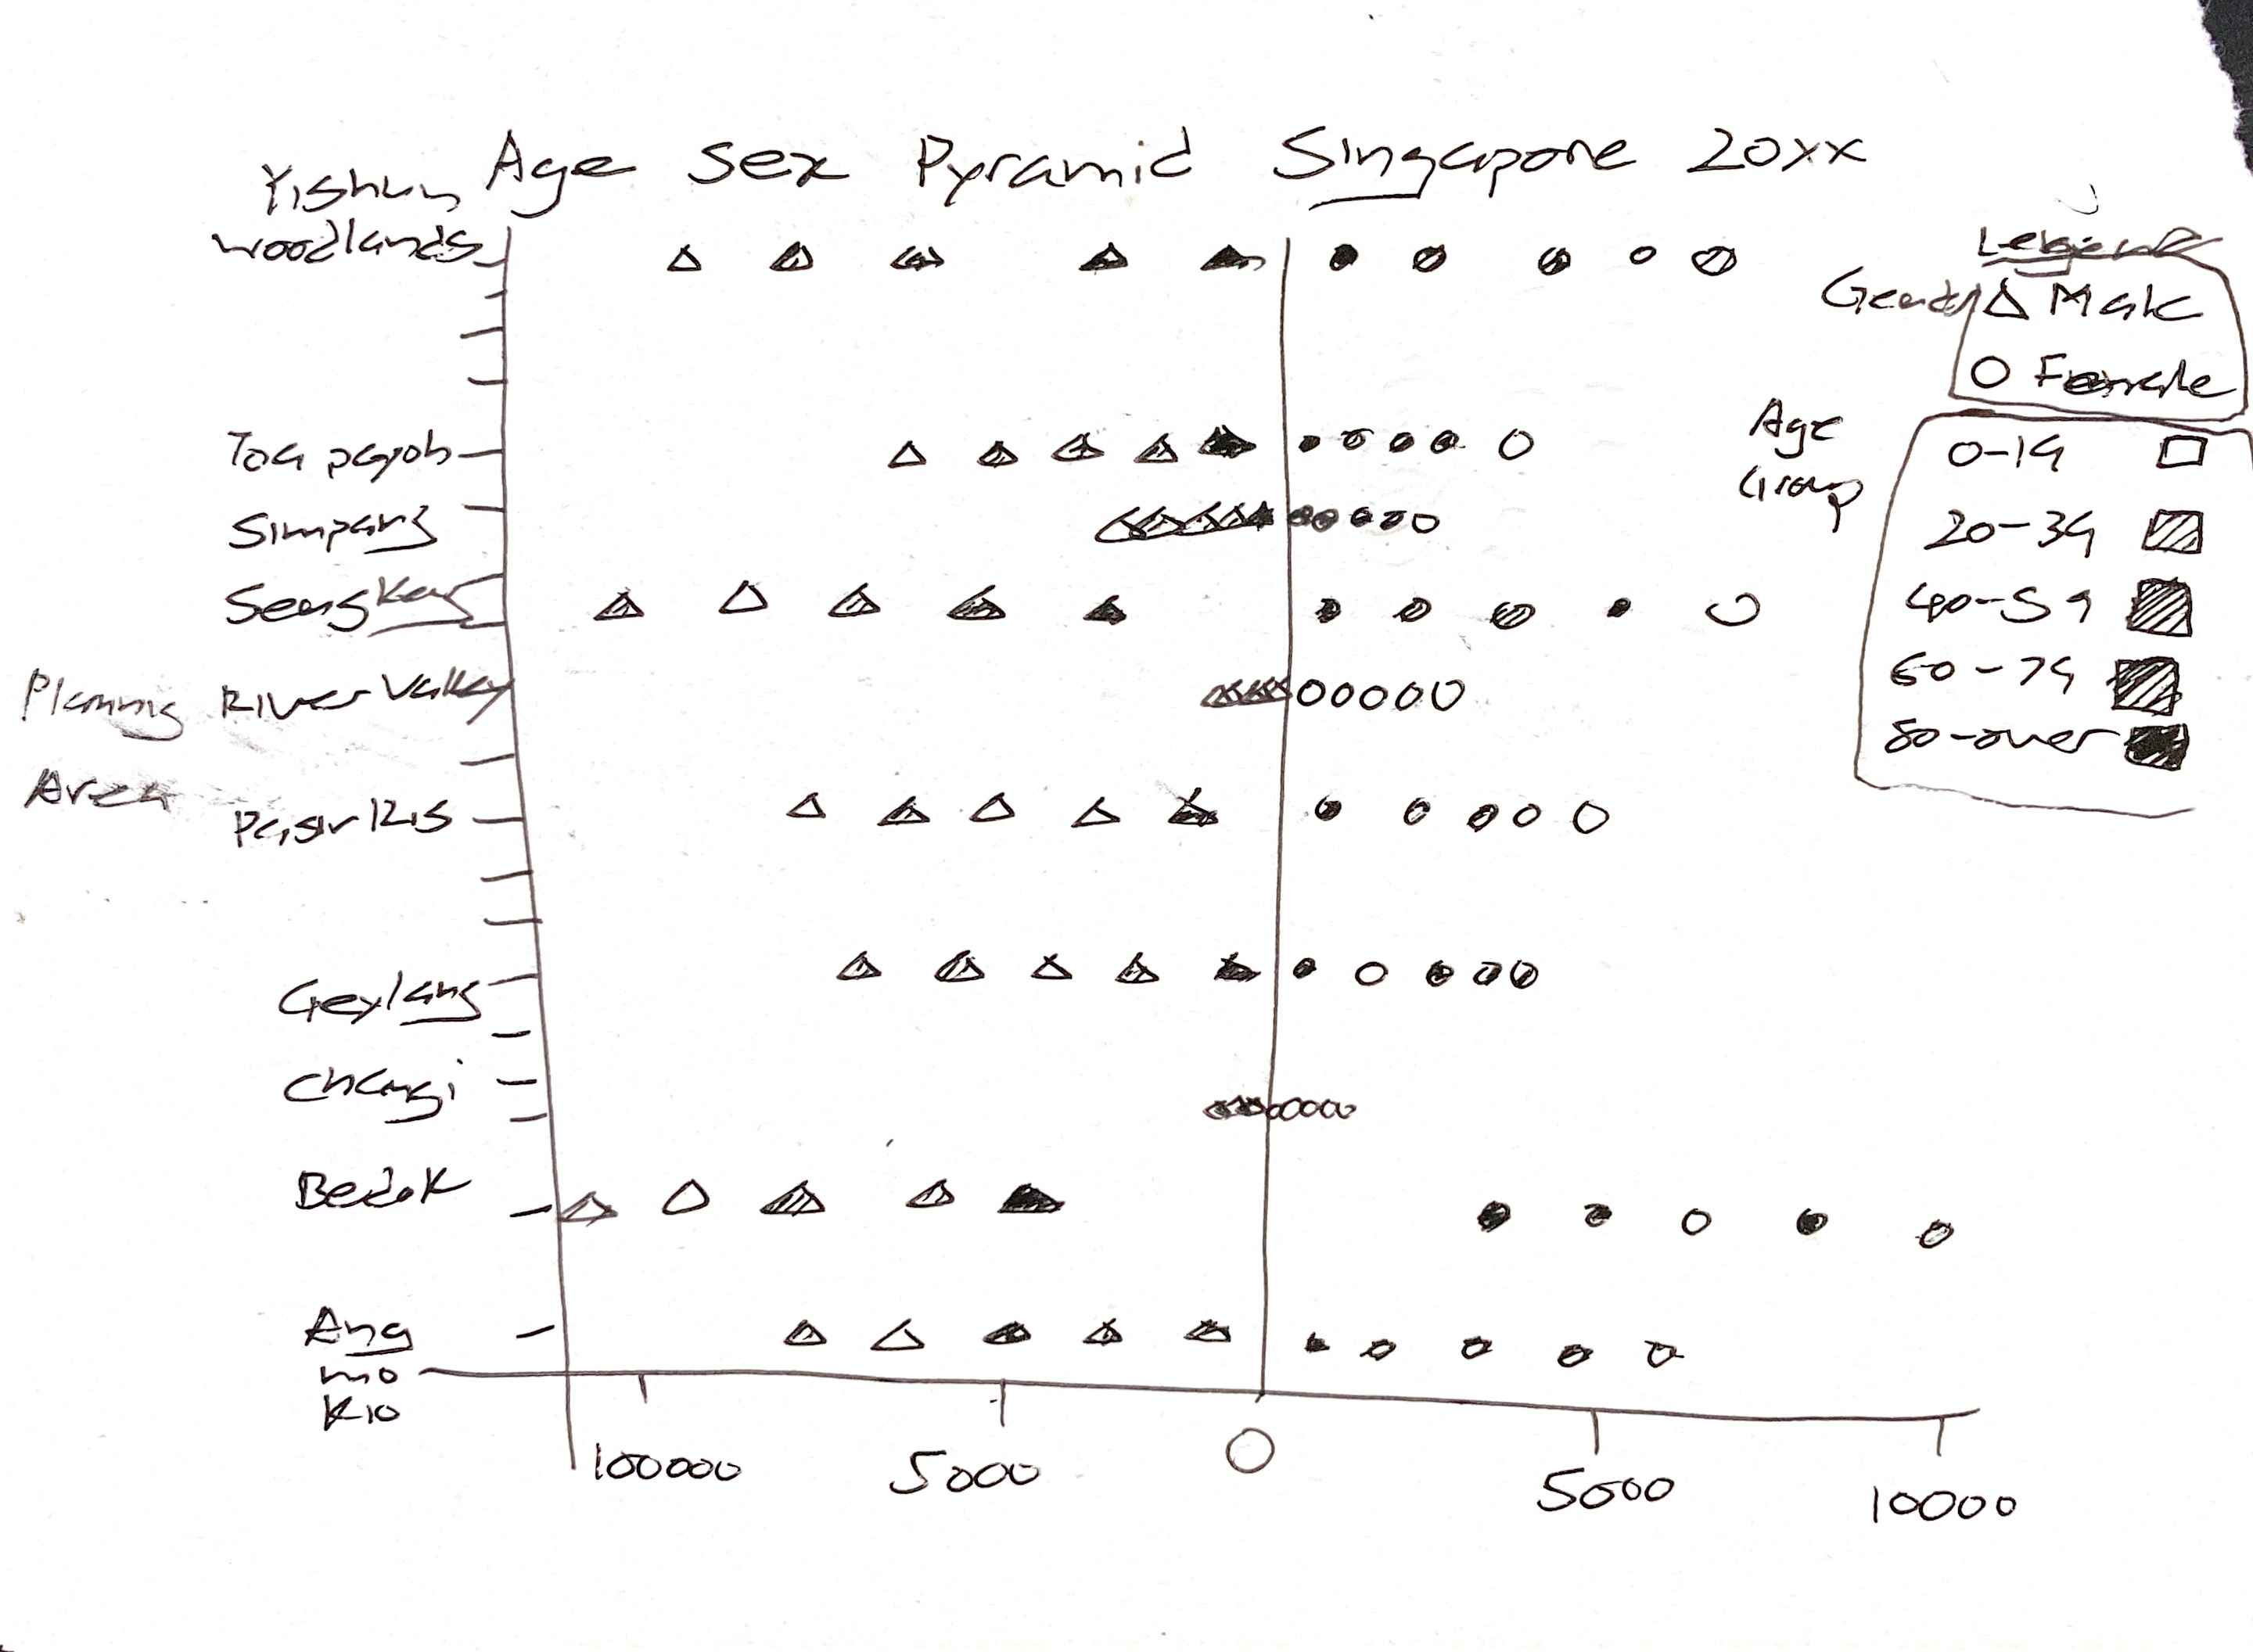 Age Sex Pyramid Singapore 20xx
Yishun
Woodlands
Legend
Gender △ Male
O Female
Age
Group
0-19
20-39
40-59
60-79
80-over
Toa payoh
Simpang
Sengkang
Planning
Area
River Valley
Pasir Ris
Geylang
Changi
Bedok
Ang
mo
Kio
100000 5000 0 5000 10000